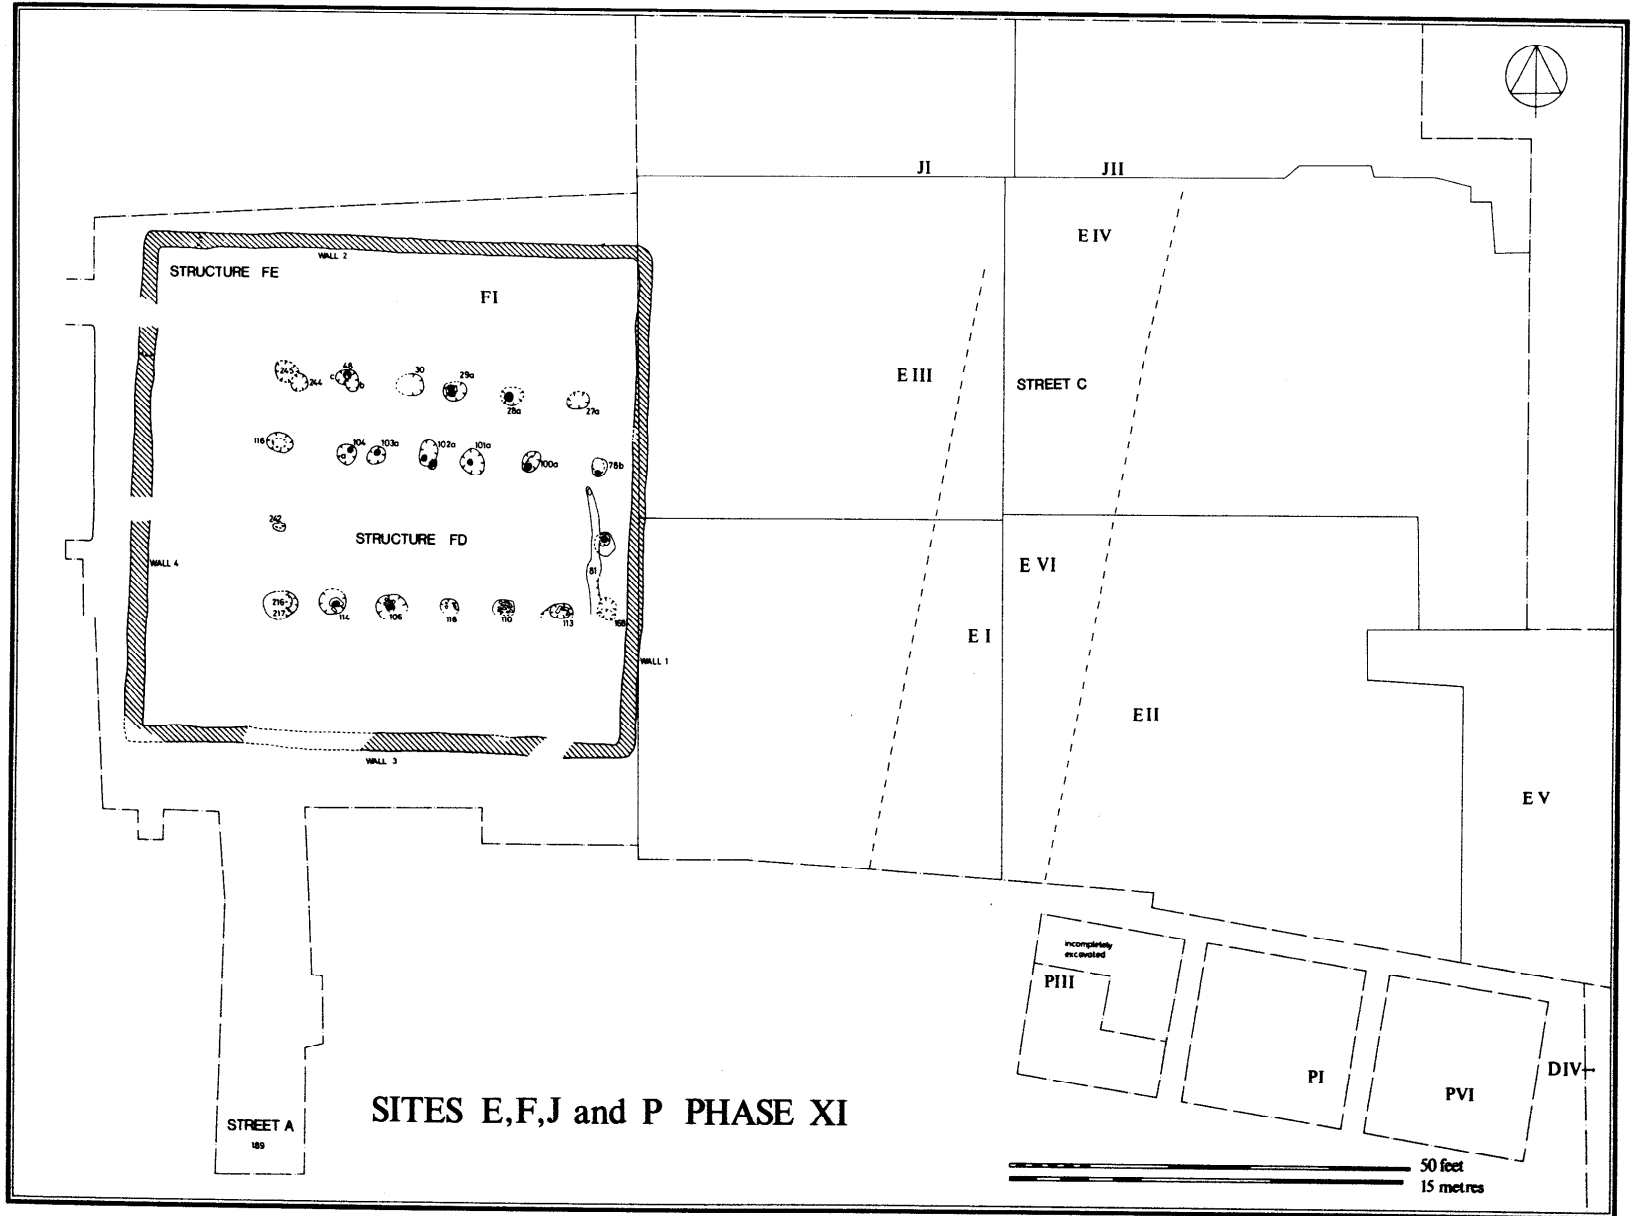 JI
JII
E IV
WALL 2
STRUCTURE FE
FI
245
244
48
c
b
30
29a
28a
27a
E III
STREET C
116
104
a
103a
102a
101a
100a
78b
242
STRUCTURE FD
WALL 4
81
E VI
216
217
114
106
118
110
113
168
E I
WALL 1
E II
WALL 3
E V
incompletely
excavated
PIII
PI
PVI
DIV
SITES E,F,J and P PHASE XI
STREET A
189
50 feet
15 metres